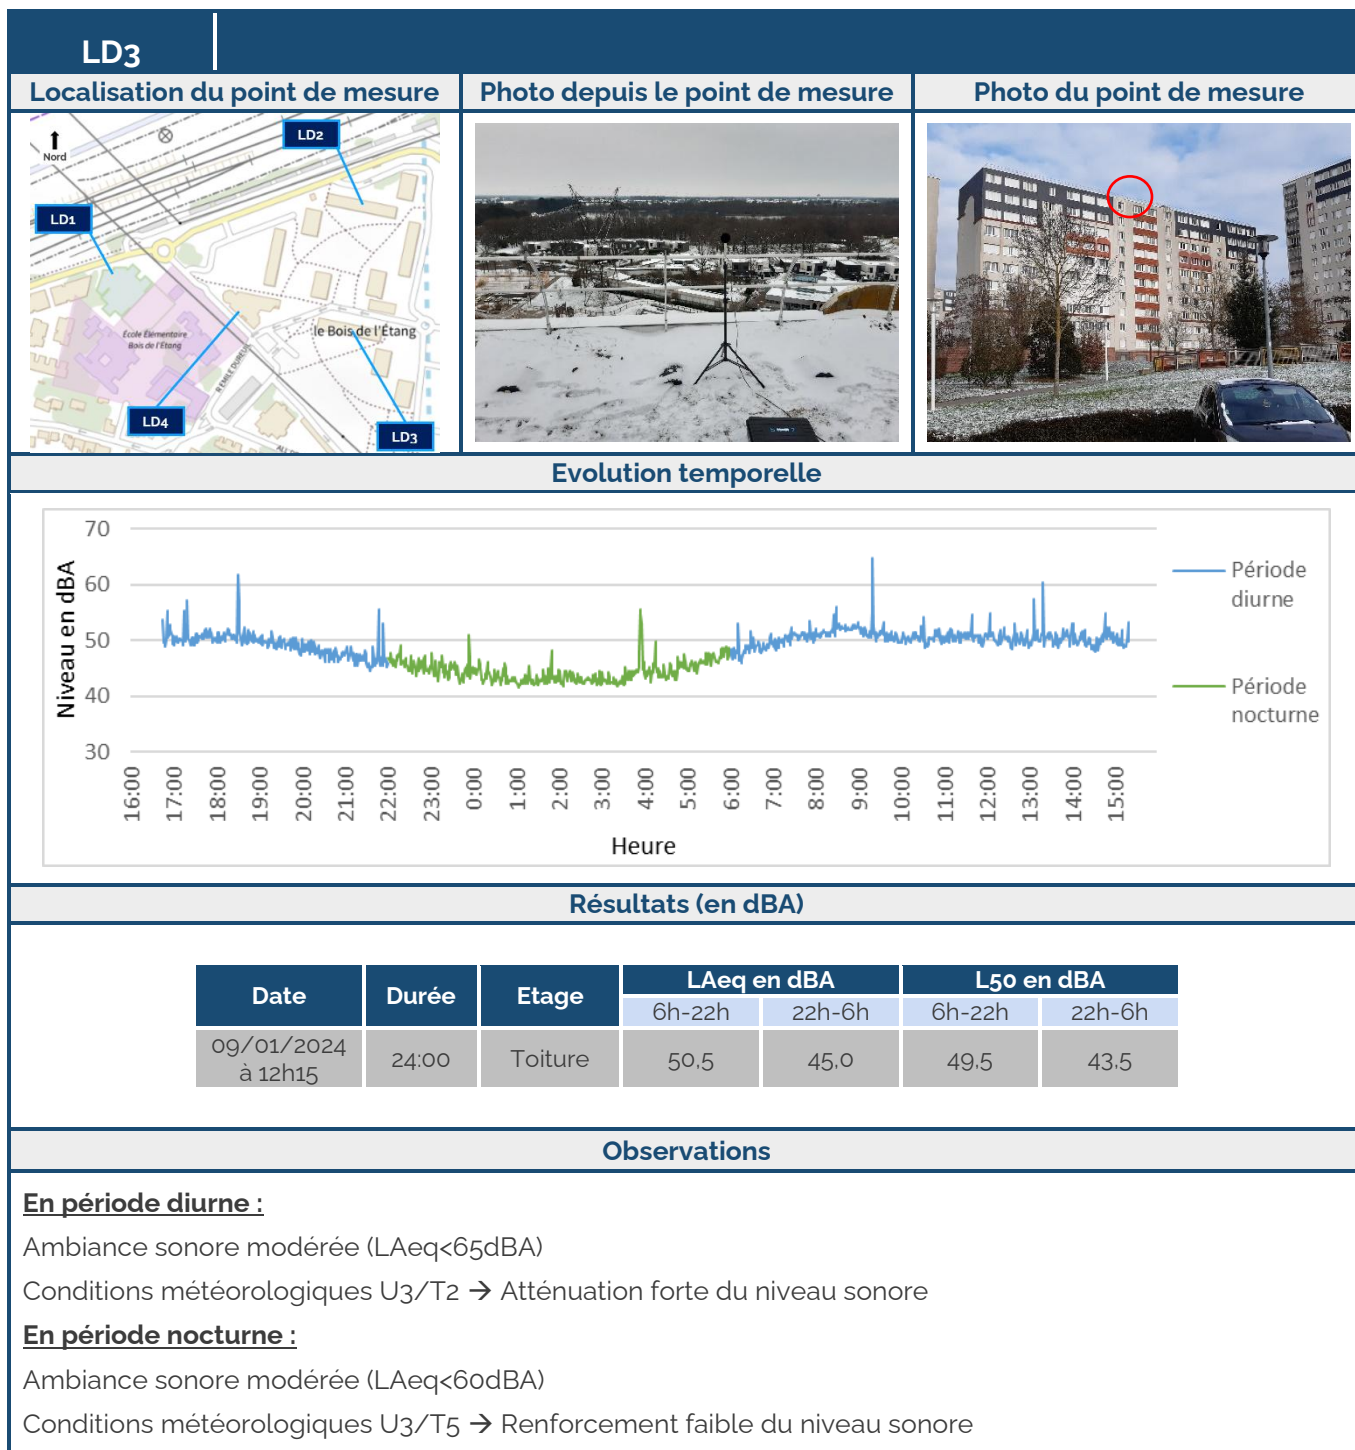 LD3
Localisation du point de mesure
Photo depuis le point de mesure
Photo du point de mesure
Nord
LD2
LD1
Ecole Élémentaire
Bois de l'Etang
le Bois de l'Étang
R EMILE DUREUIL
LD4
LD3
Evolution temporelle
Niveau en dBA
70
60
50
40
30
16:00 17:00 18:00 19:00 20:00 21:00 22:00 23:00 0:00 1:00 2:00 3:00 4:00 5:00 6:00 7:00 8:00 9:00 10:00 11:00 12:00 13:00 14:00 15:00
Heure
Période
diurne
Période
nocturne
Résultats (en dBA)
Date Durée Etage LAeq en dBA L50 en dBA
6h-22h 22h-6h 6h-22h 22h-6h
09/01/2024
à 12h15
24:00 Toiture 50,5 45,0 49,5 43,5
Observations
En période diurne :
Ambiance sonore modérée (LAeq<65dBA)
Conditions météorologiques U3/T2 → Atténuation forte du niveau sonore
En période nocturne :
Ambiance sonore modérée (LAeq<60dBA)
Conditions météorologiques U3/T5 → Renforcement faible du niveau sonore